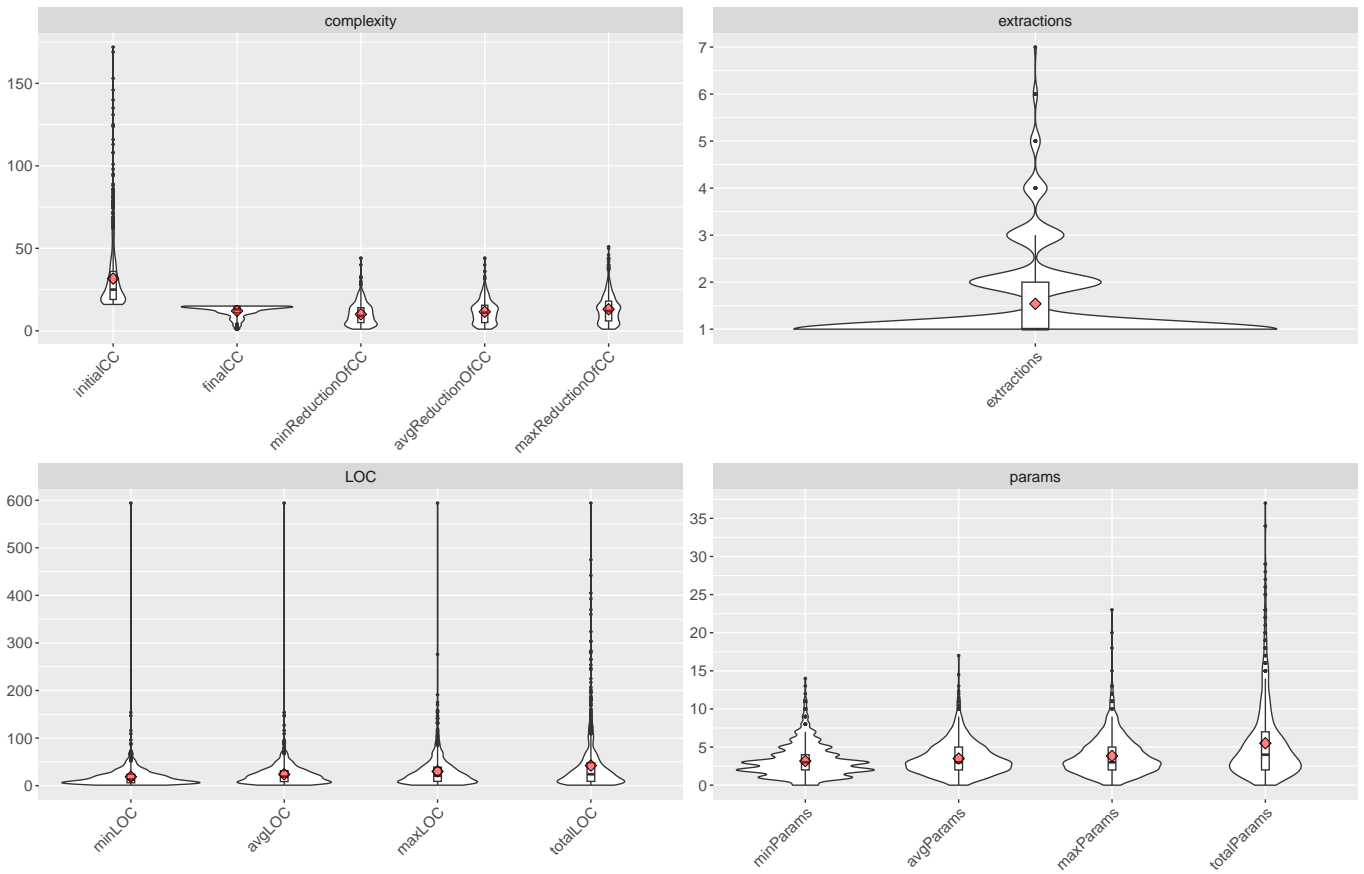 complexity
150
100
50
0
initialCC
finalCC
minReductionOfCC
avgReductionOfCC
maxReductionOfCC
extractions
7
6
5
4
3
2
1
extractions
LOC
600
500
400
300
200
100
0
minLOC
avgLOC
maxLOC
totalLOC
params
35
30
25
20
15
10
5
0
minParams
avgParams
maxParams
totalParams